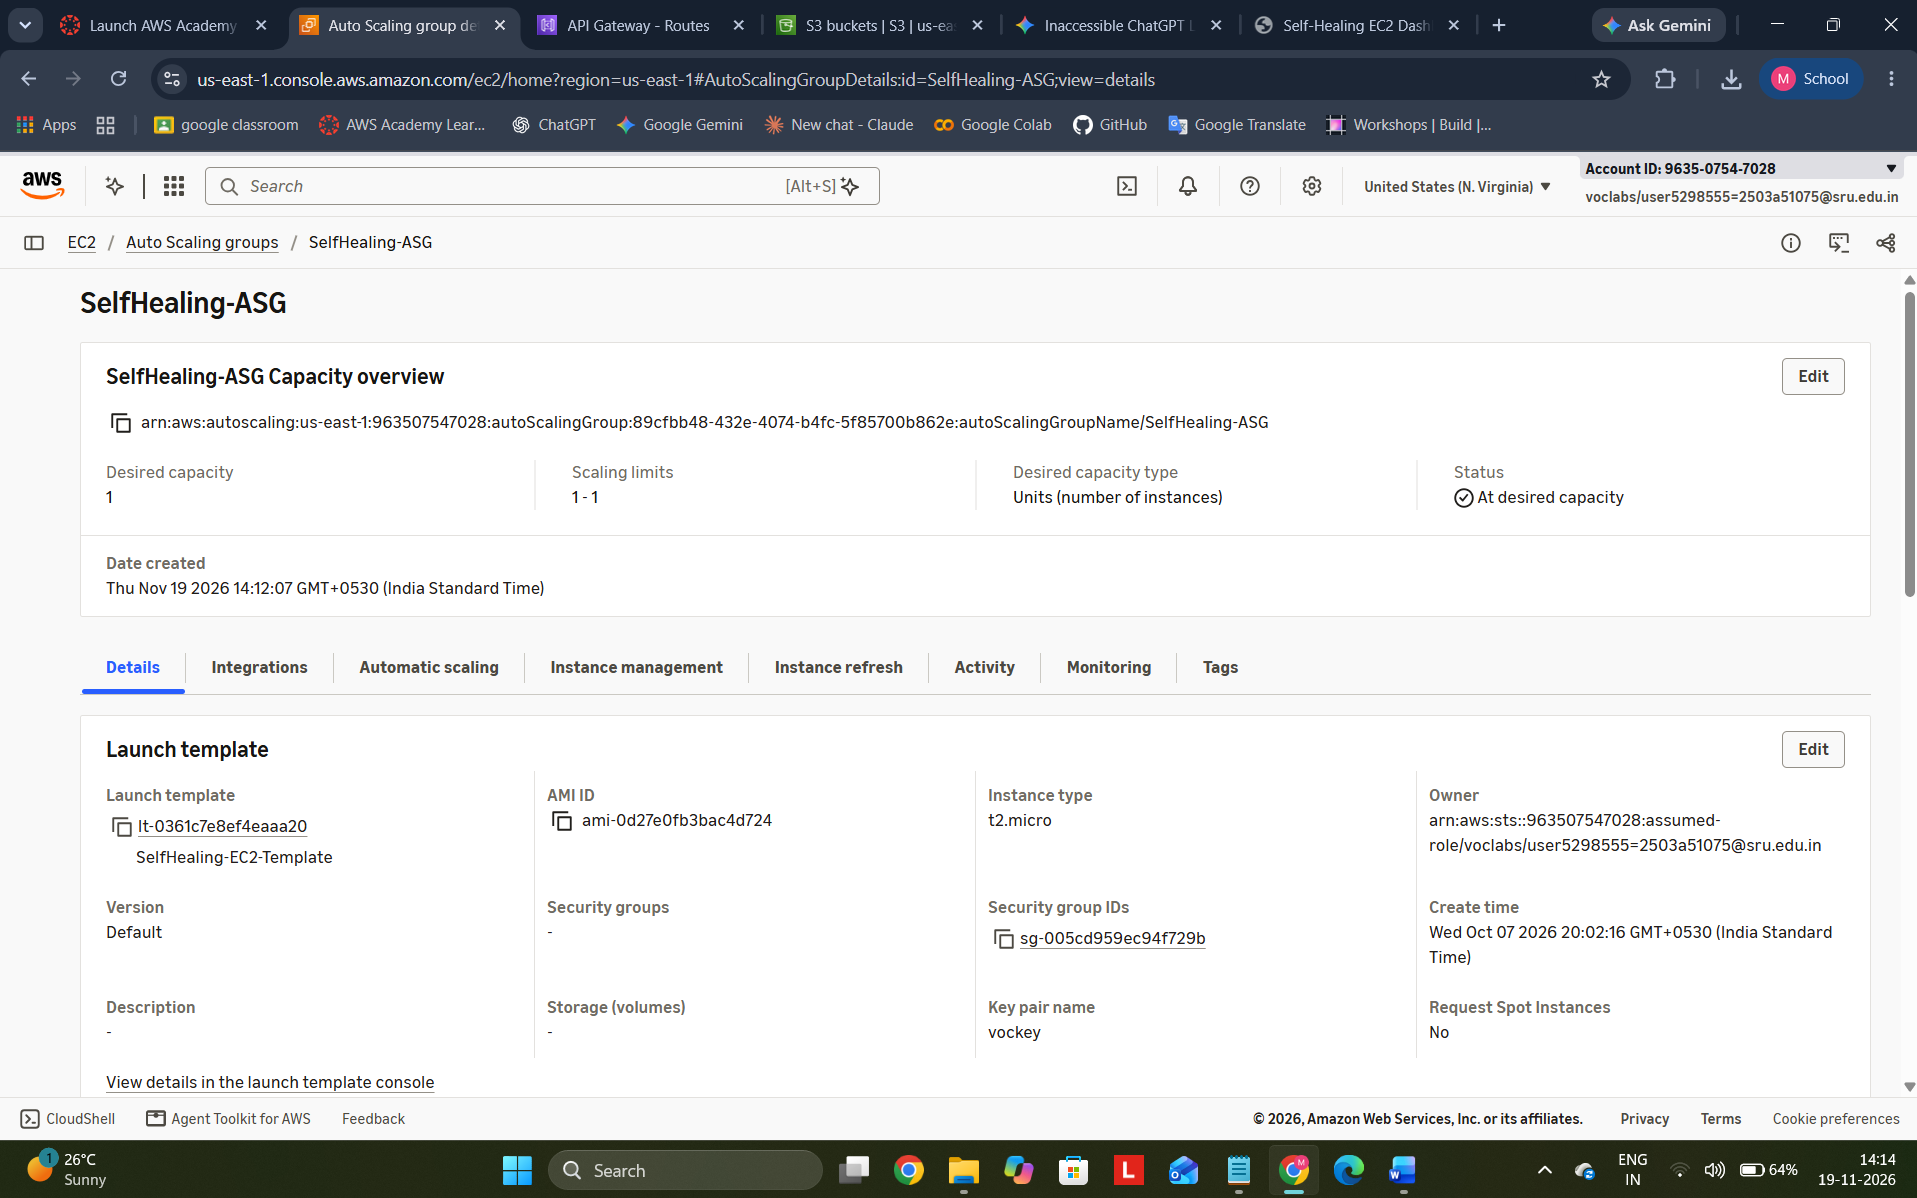 Launch AWS Academy
Auto Scaling group de
API Gateway - Routes
S3 buckets | S3 | us-eas
Inaccessible ChatGPT L
Self-Healing EC2 Dash
Ask Gemini
us-east-1.console.aws.amazon.com/ec2/home?region=us-east-1#AutoScalingGroupDetails:id=SelfHealing-ASG;view=details
M School
Apps
google classroom
AWS Academy Lear...
ChatGPT
Google Gemini
New chat - Claude
Google Colab
GitHub
Google Translate
Workshops | Build |...
aws
Search
[Alt+S]
United States (N. Virginia)
Account ID: 9635-0754-7028
voclabs/user5298555=2503a51075@sru.edu.in
EC2 / Auto Scaling groups / SelfHealing-ASG
SelfHealing-ASG
SelfHealing-ASG Capacity overview
Edit
arn:aws:autoscaling:us-east-1:963507547028:autoScalingGroup:89cfbb48-432e-4074-b4fc-5f85700b862e:autoScalingGroupName/SelfHealing-ASG
Desired capacity
1
Scaling limits
1 - 1
Desired capacity type
Units (number of instances)
Status
At desired capacity
Date created
Thu Nov 19 2026 14:12:07 GMT+0530 (India Standard Time)
Details
Integrations
Automatic scaling
Instance management
Instance refresh
Activity
Monitoring
Tags
Launch template
Edit
Launch template
lt-0361c7e8ef4eaaa20
SelfHealing-EC2-Template
AMI ID
ami-0d27e0fb3bac4d724
Instance type
t2.micro
Owner
arn:aws:sts::963507547028:assumed-
role/voclabs/user5298555=2503a51075@sru.edu.in
Version
Default
Security groups
-
Security group IDs
sg-005cd959ec94f729b
Create time
Wed Oct 07 2026 20:02:16 GMT+0530 (India Standard
Time)
Description
-
Storage (volumes)
-
Key pair name
vockey
Request Spot Instances
No
View details in the launch template console
CloudShell
Agent Toolkit for AWS
Feedback
© 2026, Amazon Web Services, Inc. or its affiliates.
Privacy
Terms
Cookie preferences
1
26°C
Sunny
Search
L
M
W
ENG
IN
64%
14:14
19-11-2026